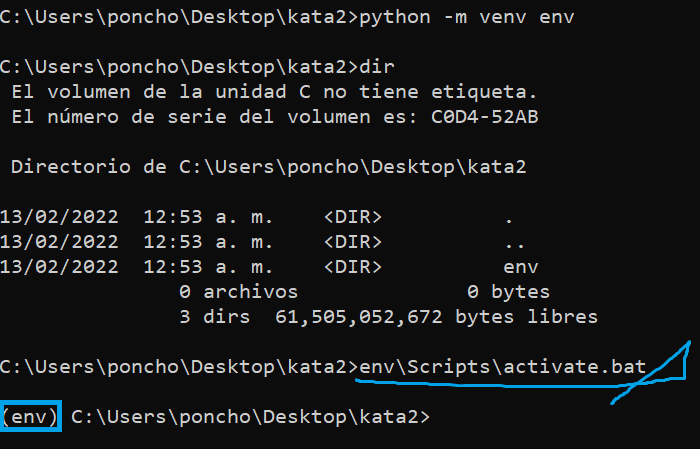 C:\Users\poncho\Desktop\kata2>python -m venv env
C:\Users\poncho\Desktop\kata2>dir
El volumen de la unidad C no tiene etiqueta.
El número de serie del volumen es: C0D4-52AB
Directorio de C:\Users\poncho\Desktop\kata2
13/02/2022  12:53 a. m.    <DIR>          .
13/02/2022  12:53 a. m.    <DIR>          ..
13/02/2022  12:53 a. m.    <DIR>          env
0 archivos              0 bytes
3 dirs  61,505,052,672 bytes libres
C:\Users\poncho\Desktop\kata2>env\Scripts\activate.bat
(env) C:\Users\poncho\Desktop\kata2>